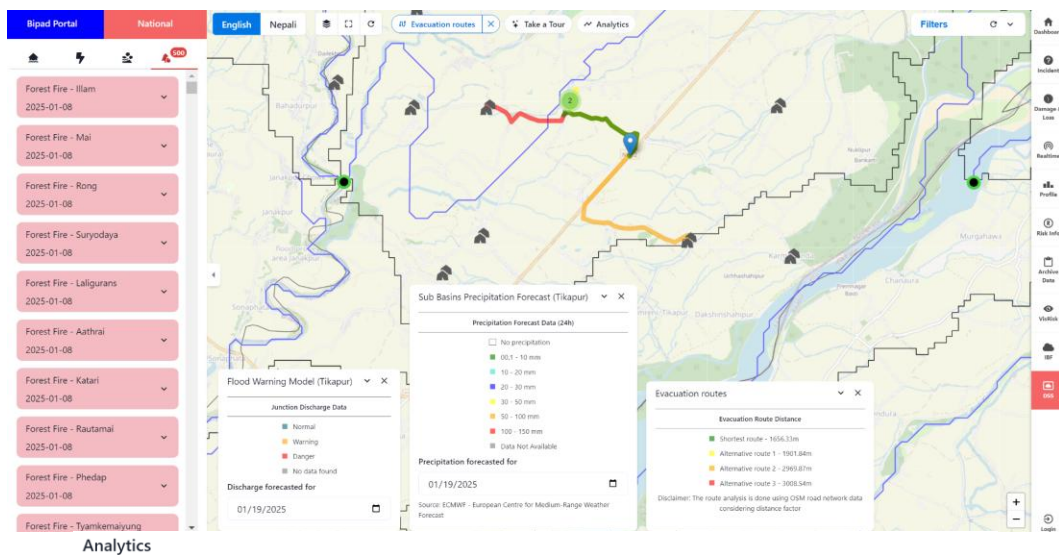 Bipad Portal
National
500
Forest Fire - Illam
2025-01-08
Forest Fire - Mai
2025-01-08
Forest Fire - Rong
2025-01-08
Forest Fire - Suryodaya
2025-01-08
Forest Fire - Laligurans
2025-01-08
Forest Fire - Aathrai
2025-01-08
Forest Fire - Katari
2025-01-08
Forest Fire - Rautamai
2025-01-08
Forest Fire - Phedap
2025-01-08
Forest Fire - Tyamkemaiyung
English
Nepali
Evacuation routes
Take a Tour
Analytics
Filters
Bahadurpur
Janakpur
area Janakpur
2
Tikapur
Dakshinshahpur
Murgahawa
Chanaura
Sub Basins Precipitation Forecast (Tikapur)
Precipitation Forecast Data (24h)
No precipitation
00.1 - 10 mm
10 - 20 mm
20 - 30 mm
30 - 50 mm
50 - 100 mm
100 - 150 mm
Data Not Available
Precipitation forecasted for
01/19/2025
Source: ECMWF - European Centre for Medium-Range Weather
Forecast
Flood Warning Model (Tikapur)
Junction Discharge Data
Normal
Warning
Danger
No data found
Discharge forecasted for
01/19/2025
Evacuation routes
Evacuation Route Distance
Shortest route - 1656.33m
Alternative route 1 - 1901.84m
Alternative route 2 - 2969.87m
Alternative route 3 - 3008.54m
Disclaimer: The route analysis is done using OSM road network data
considering distance factor
+
−
Dashboar
Incident
Damage &
Loss
Realtime
Profile
Risk Info
Archive
Data
VizRisk
IBF
Login
Analytics